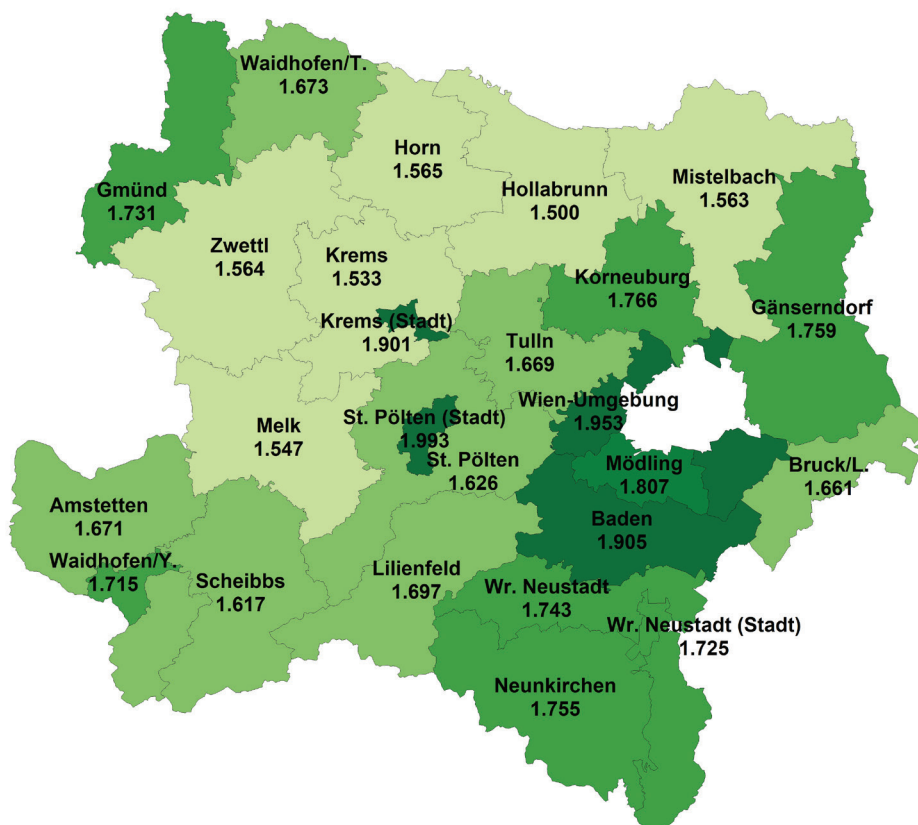 Waidhofen/T.
1.673
Horn
1.565
Hollabrunn
1.500
Mistelbach
1.563
Gmünd
1.731
Zwettl
1.564
Krems
1.533
Korneuburg
1.766
Gänserndorf
1.759
Krems (Stadt)
1.901
Tulln
1.669
Wien-Umgebung
1.953
Melk
1.547
St. Pölten (Stadt)
1.993
St. Pölten
1.626
Mödling
1.807
Bruck/L.
1.661
Amstetten
1.671
Baden
1.905
Waidhofen/Y.
1.715
Scheibbs
1.617
Lilienfeld
1.697
Wr. Neustadt
1.743
Wr. Neustadt (Stadt)
1.725
Neunkirchen
1.755